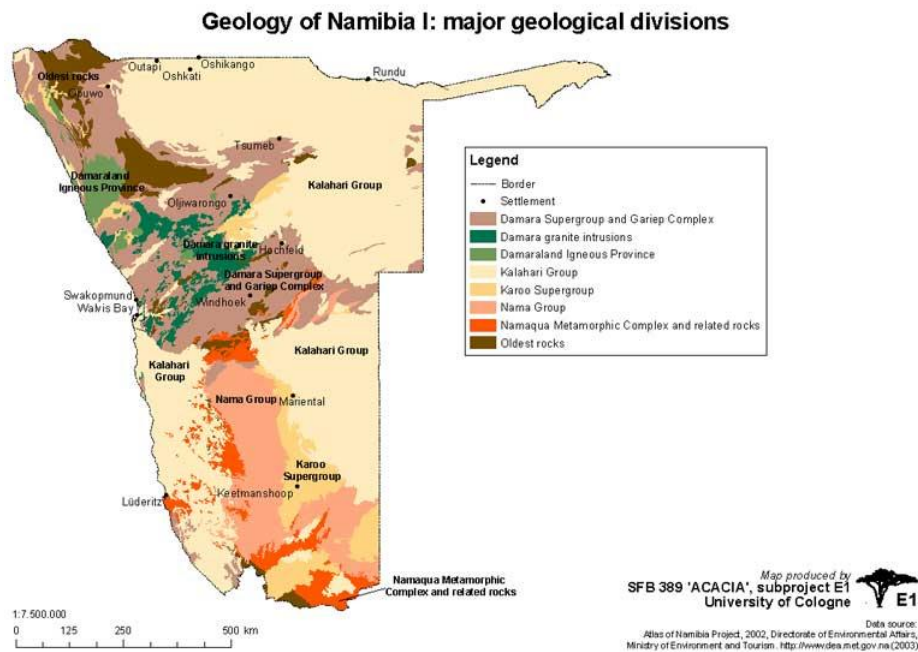 Geology of Namibia I: major geological divisions
Outapi
Oshikango
Oshkati
Rundu
Oldest rocks
Opuwo
Tsumeb
Damaraland
Igneous Province
Kalahari Group
Otjiwarongo
Damara granite
intrusions
Hochfeld
Damara Supergroup
and Gariep Complex
Swakopmund
Windhoek
Walvis Bay
Kalahari
Group
Kalahari Group
Nama Group
Mariental
Karoo
Supergroup
Keetmanshoop
Lüderitz
Namaqua Metamorphic
Complex and related rocks
Legend
Border
Settlement
Damara Supergroup and Gariep Complex
Damara granite intrusions
Damaraland Igneous Province
Kalahari Group
Karoo Supergroup
Nama Group
Namaqua Metamorphic Complex and related rocks
Oldest rocks
1:7.500.000
0 125 250 500 km
Map produced by
SFB 389 'ACACIA', subproject E1
University of Cologne
E1
Data source:
Atlas of Namibia Project, 2002, Directorate of Environmental Affairs,
Ministry of Environment and Tourism. http://www.dea.met.gov.na (2003)